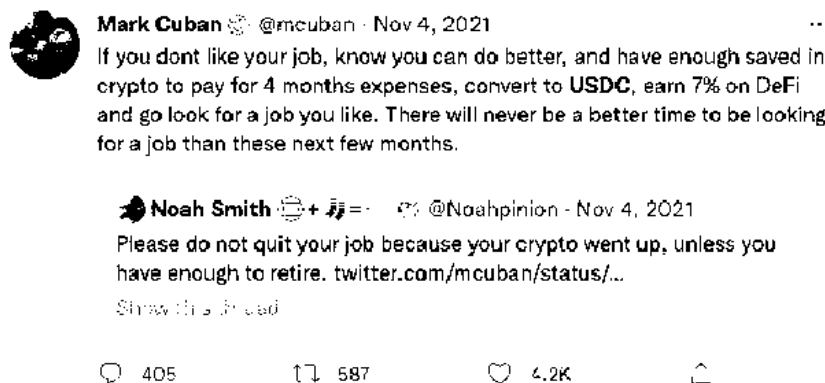 Mark Cuban @mcuban · Nov 4, 2021
If you dont like your job, know you can do better, and have enough saved in
crypto to pay for 4 months expenses, convert to USDC, earn 7% on DeFi
and go look for a job you like. There will never be a better time to be looking
for a job than these next few months.
Noah Smith @Noahpinion · Nov 4, 2021
Please do not quit your job because your crypto went up, unless you
have enough to retire. twitter.com/mcuban/status/...
Show this thread
405 587 4.2K